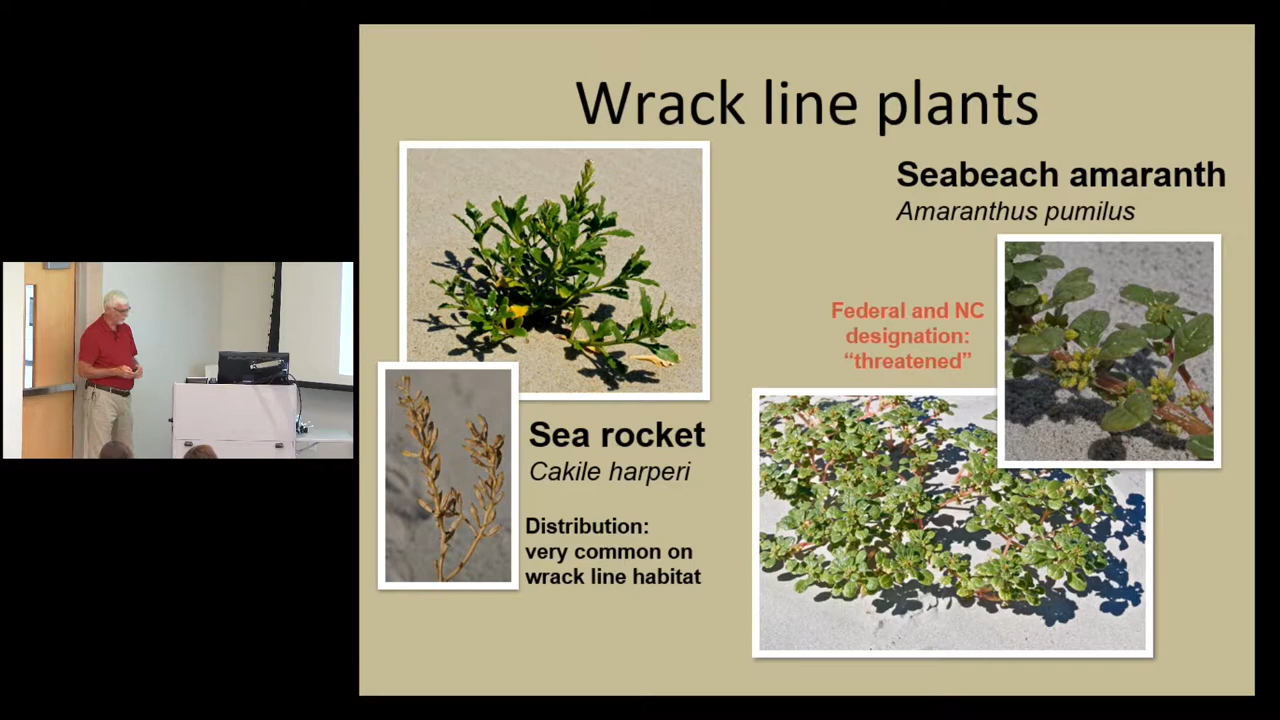 Wrack line plants
Seabeach amaranth
Amaranthus pumilus
Federal and NC
designation:
“threatened”
Sea rocket
Cakile harperi
Distribution:
very common on
wrack line habitat